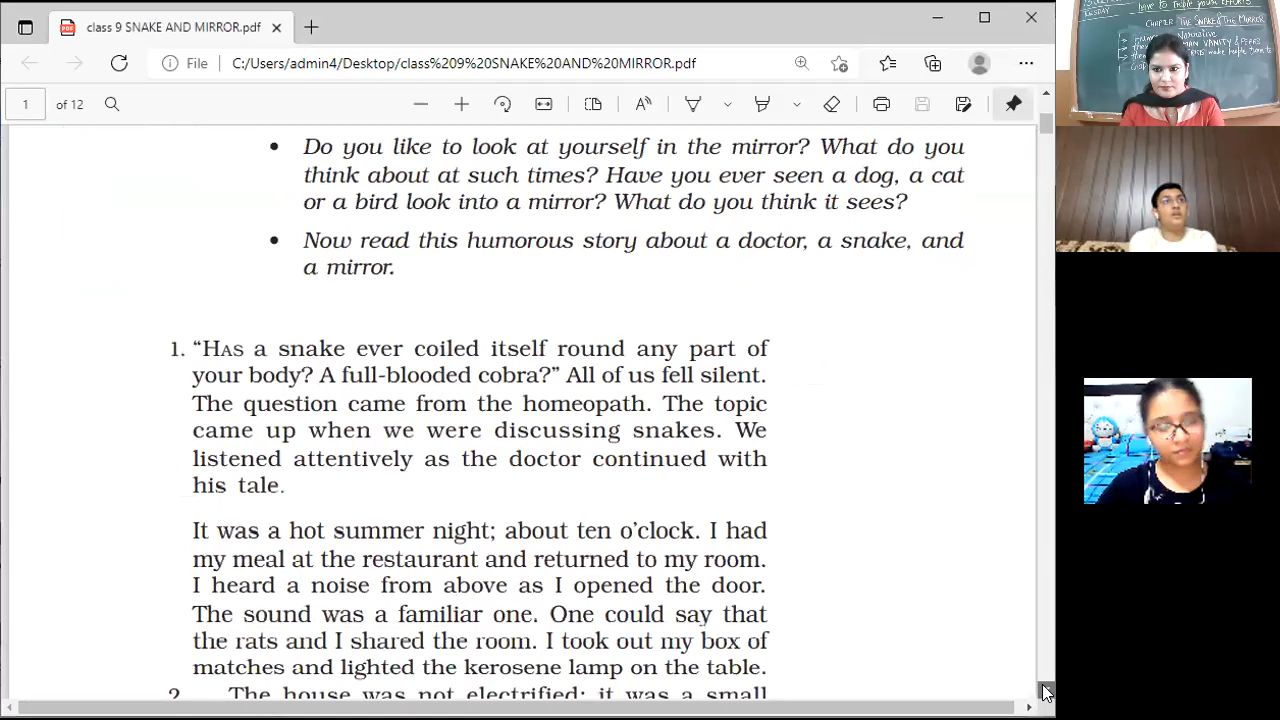 class 9 SNAKE AND MIRROR.pdf
File
C:/Users/admin4/Desktop/class%209%20SNAKE%20AND%20MIRROR.pdf
1 of 12
• Do you like to look at yourself in the mirror? What do you
think about at such times? Have you ever seen a dog, a cat
or a bird look into a mirror? What do you think it sees?
• Now read this humorous story about a doctor, a snake, and
a mirror.
1. “HAS a snake ever coiled itself round any part of
your body? A full-blooded cobra?” All of us fell silent.
The question came from the homeopath. The topic
came up when we were discussing snakes. We
listened attentively as the doctor continued with
his tale.
It was a hot summer night; about ten o’clock. I had
my meal at the restaurant and returned to my room.
I heard a noise from above as I opened the door.
The sound was a familiar one. One could say that
the rats and I shared the room. I took out my box of
matches and lighted the kerosene lamp on the table.
2. The house was not electrified; it was a small
CHAPTER THE SNAKE & THE MIRROR